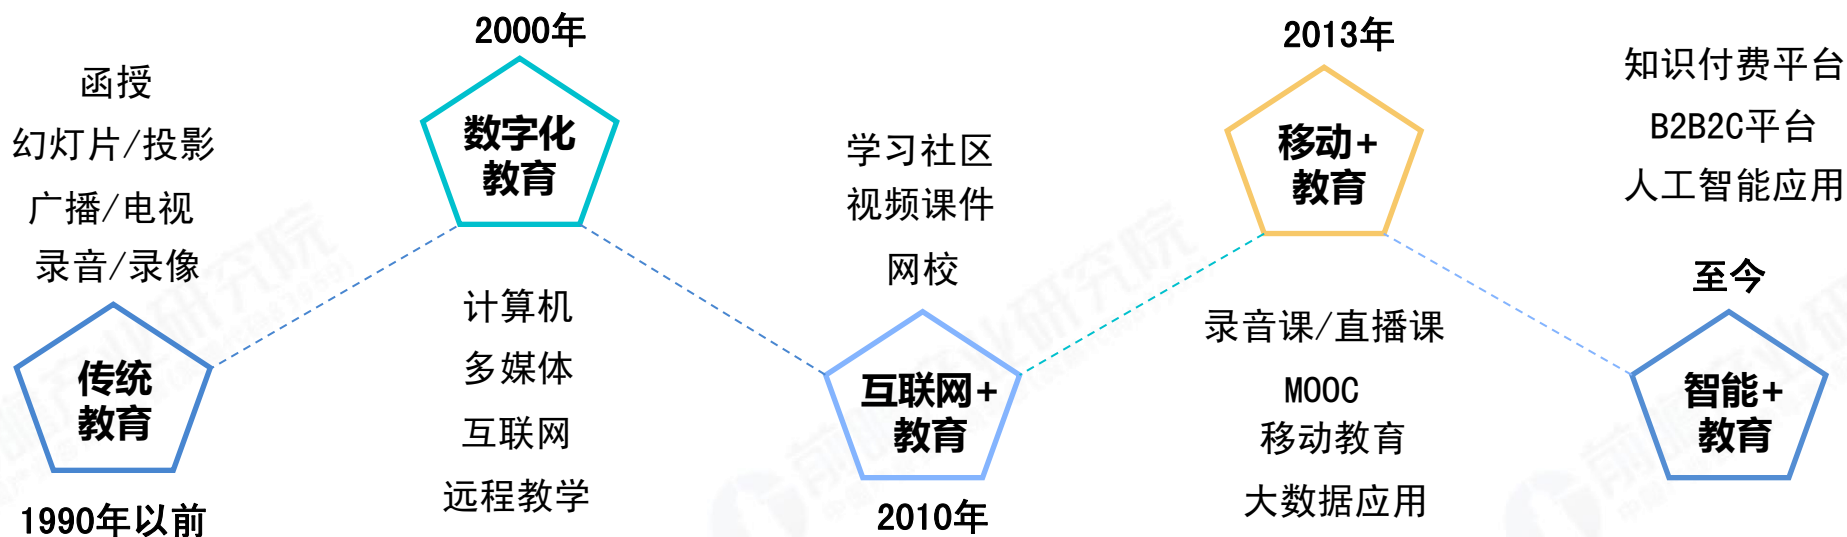 函授
幻灯片/投影
广播/电视
录音/录像
传统
教育
1990年以前
2000年
数字化
教育
计算机
多媒体
互联网
远程教学
学习社区
视频课件
网校
互联网+
教育
2010年
2013年
移动+
教育
录音课/直播课
MOOC
移动教育
大数据应用
知识付费平台
B2B2C平台
人工智能应用
至今
智能+
教育